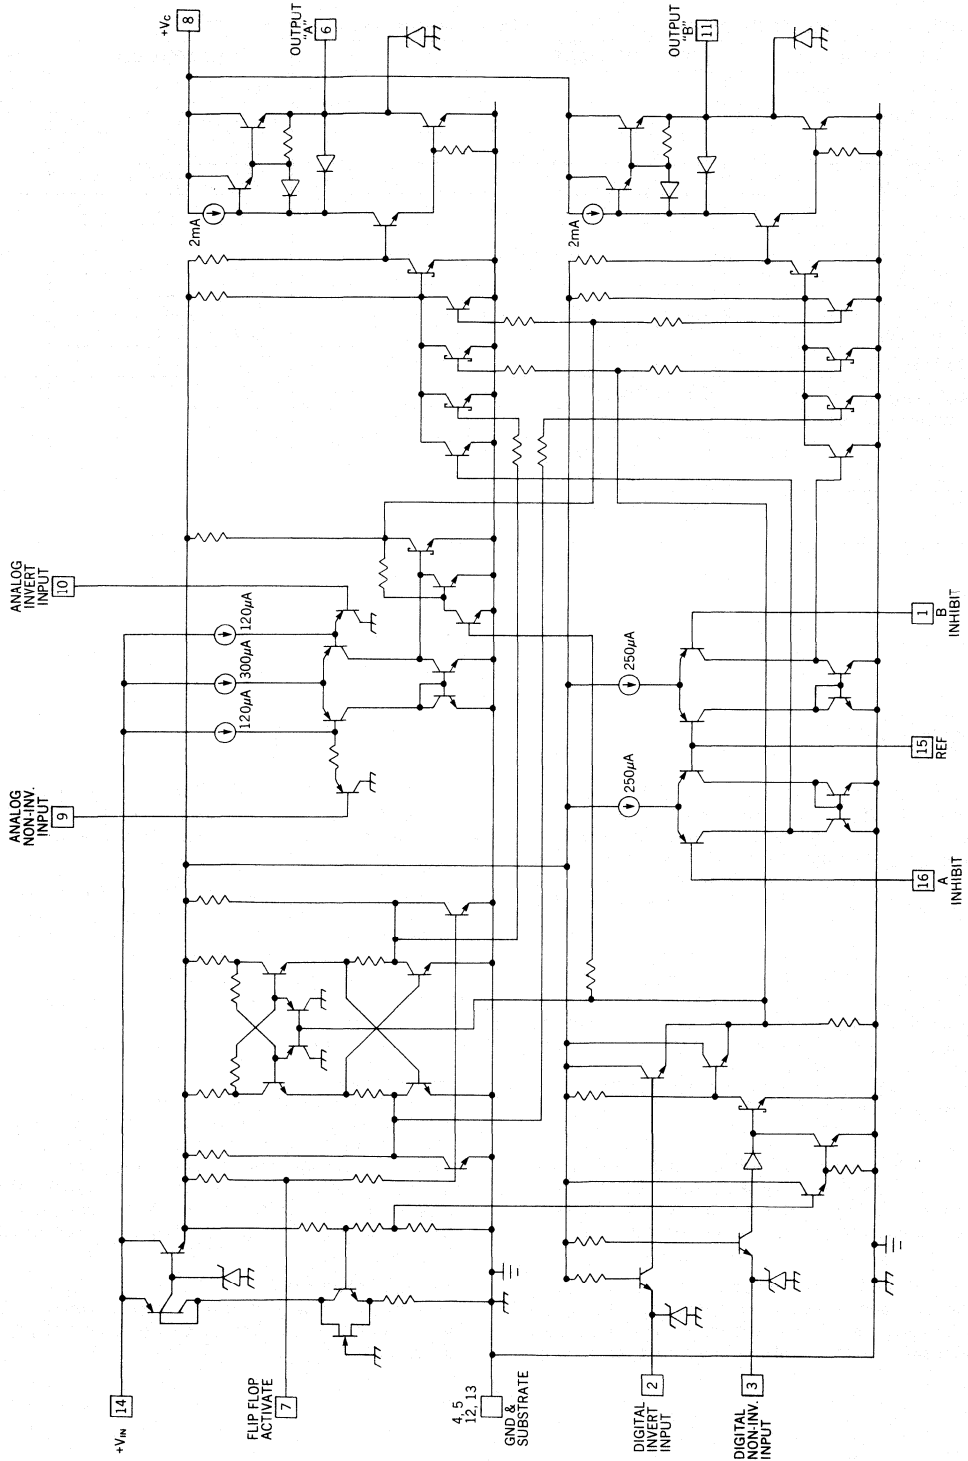 +VC
8
OUTPUT
"A"
6
OUTPUT
"B"
11
2mA
2mA
ANALOG
INVERT
INPUT
10
120µA
300µA
120µA
ANALOG
NON-INV.
INPUT
9
250µA
250µA
1
B
INHIBIT
15
REF
16
A
INHIBIT
+VIN
14
FLIP FLOP
ACTIVATE
7
4, 5
12, 13
GND &
SUBSTRATE
DIGITAL
INVERT
INPUT
2
DIGITAL
NON-INV.
INPUT
3